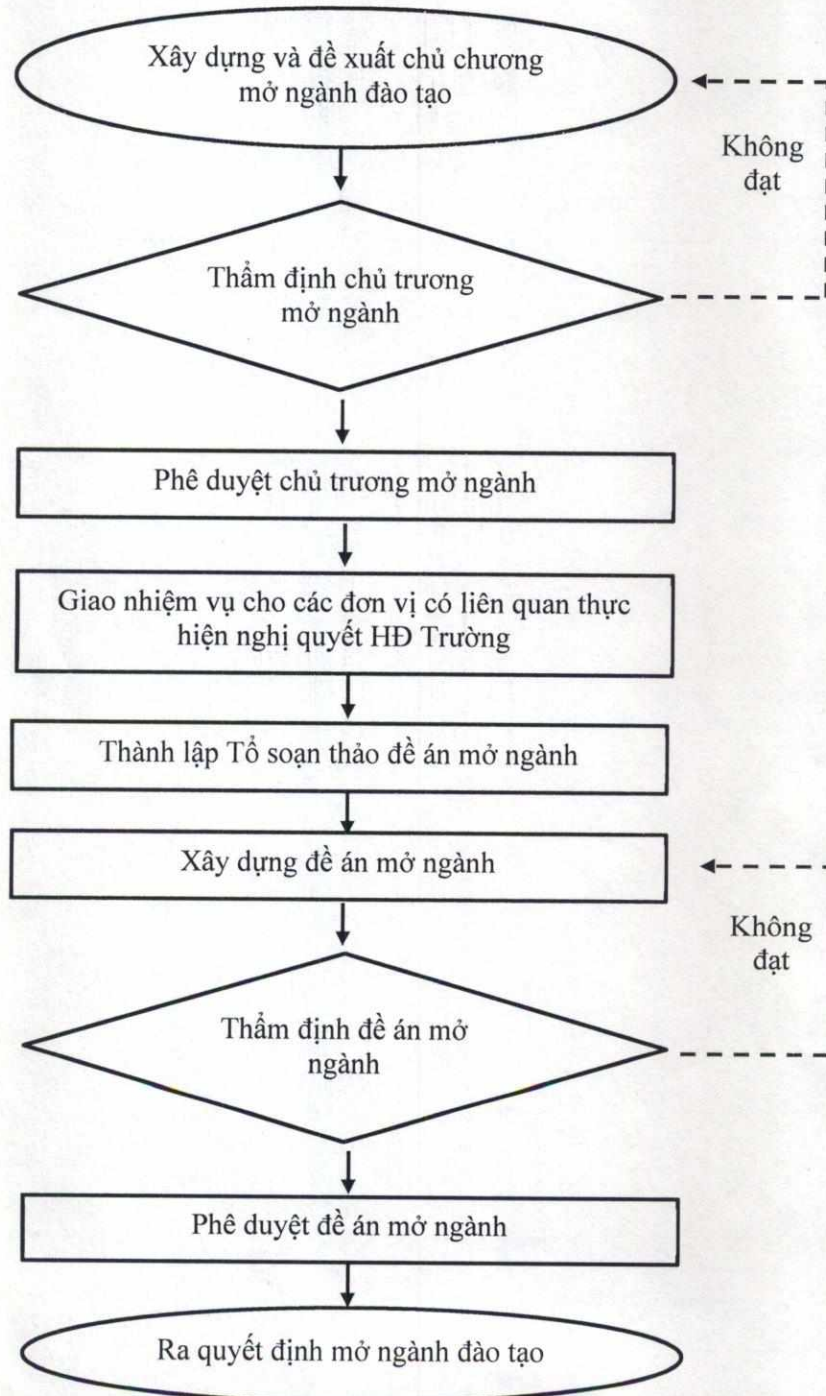 Xây dựng và đề xuất chủ chương
mở ngành đào tạo
Không
đạt
Thẩm định chủ trương
mở ngành
Phê duyệt chủ trương mở ngành
Giao nhiệm vụ cho các đơn vị có liên quan thực
hiện nghị quyết HĐ Trường
Thành lập Tổ soạn thảo đề án mở ngành
Xây dựng đề án mở ngành
Không
đạt
Thẩm định đề án mở
ngành
Phê duyệt đề án mở ngành
Ra quyết định mở ngành đào tạo